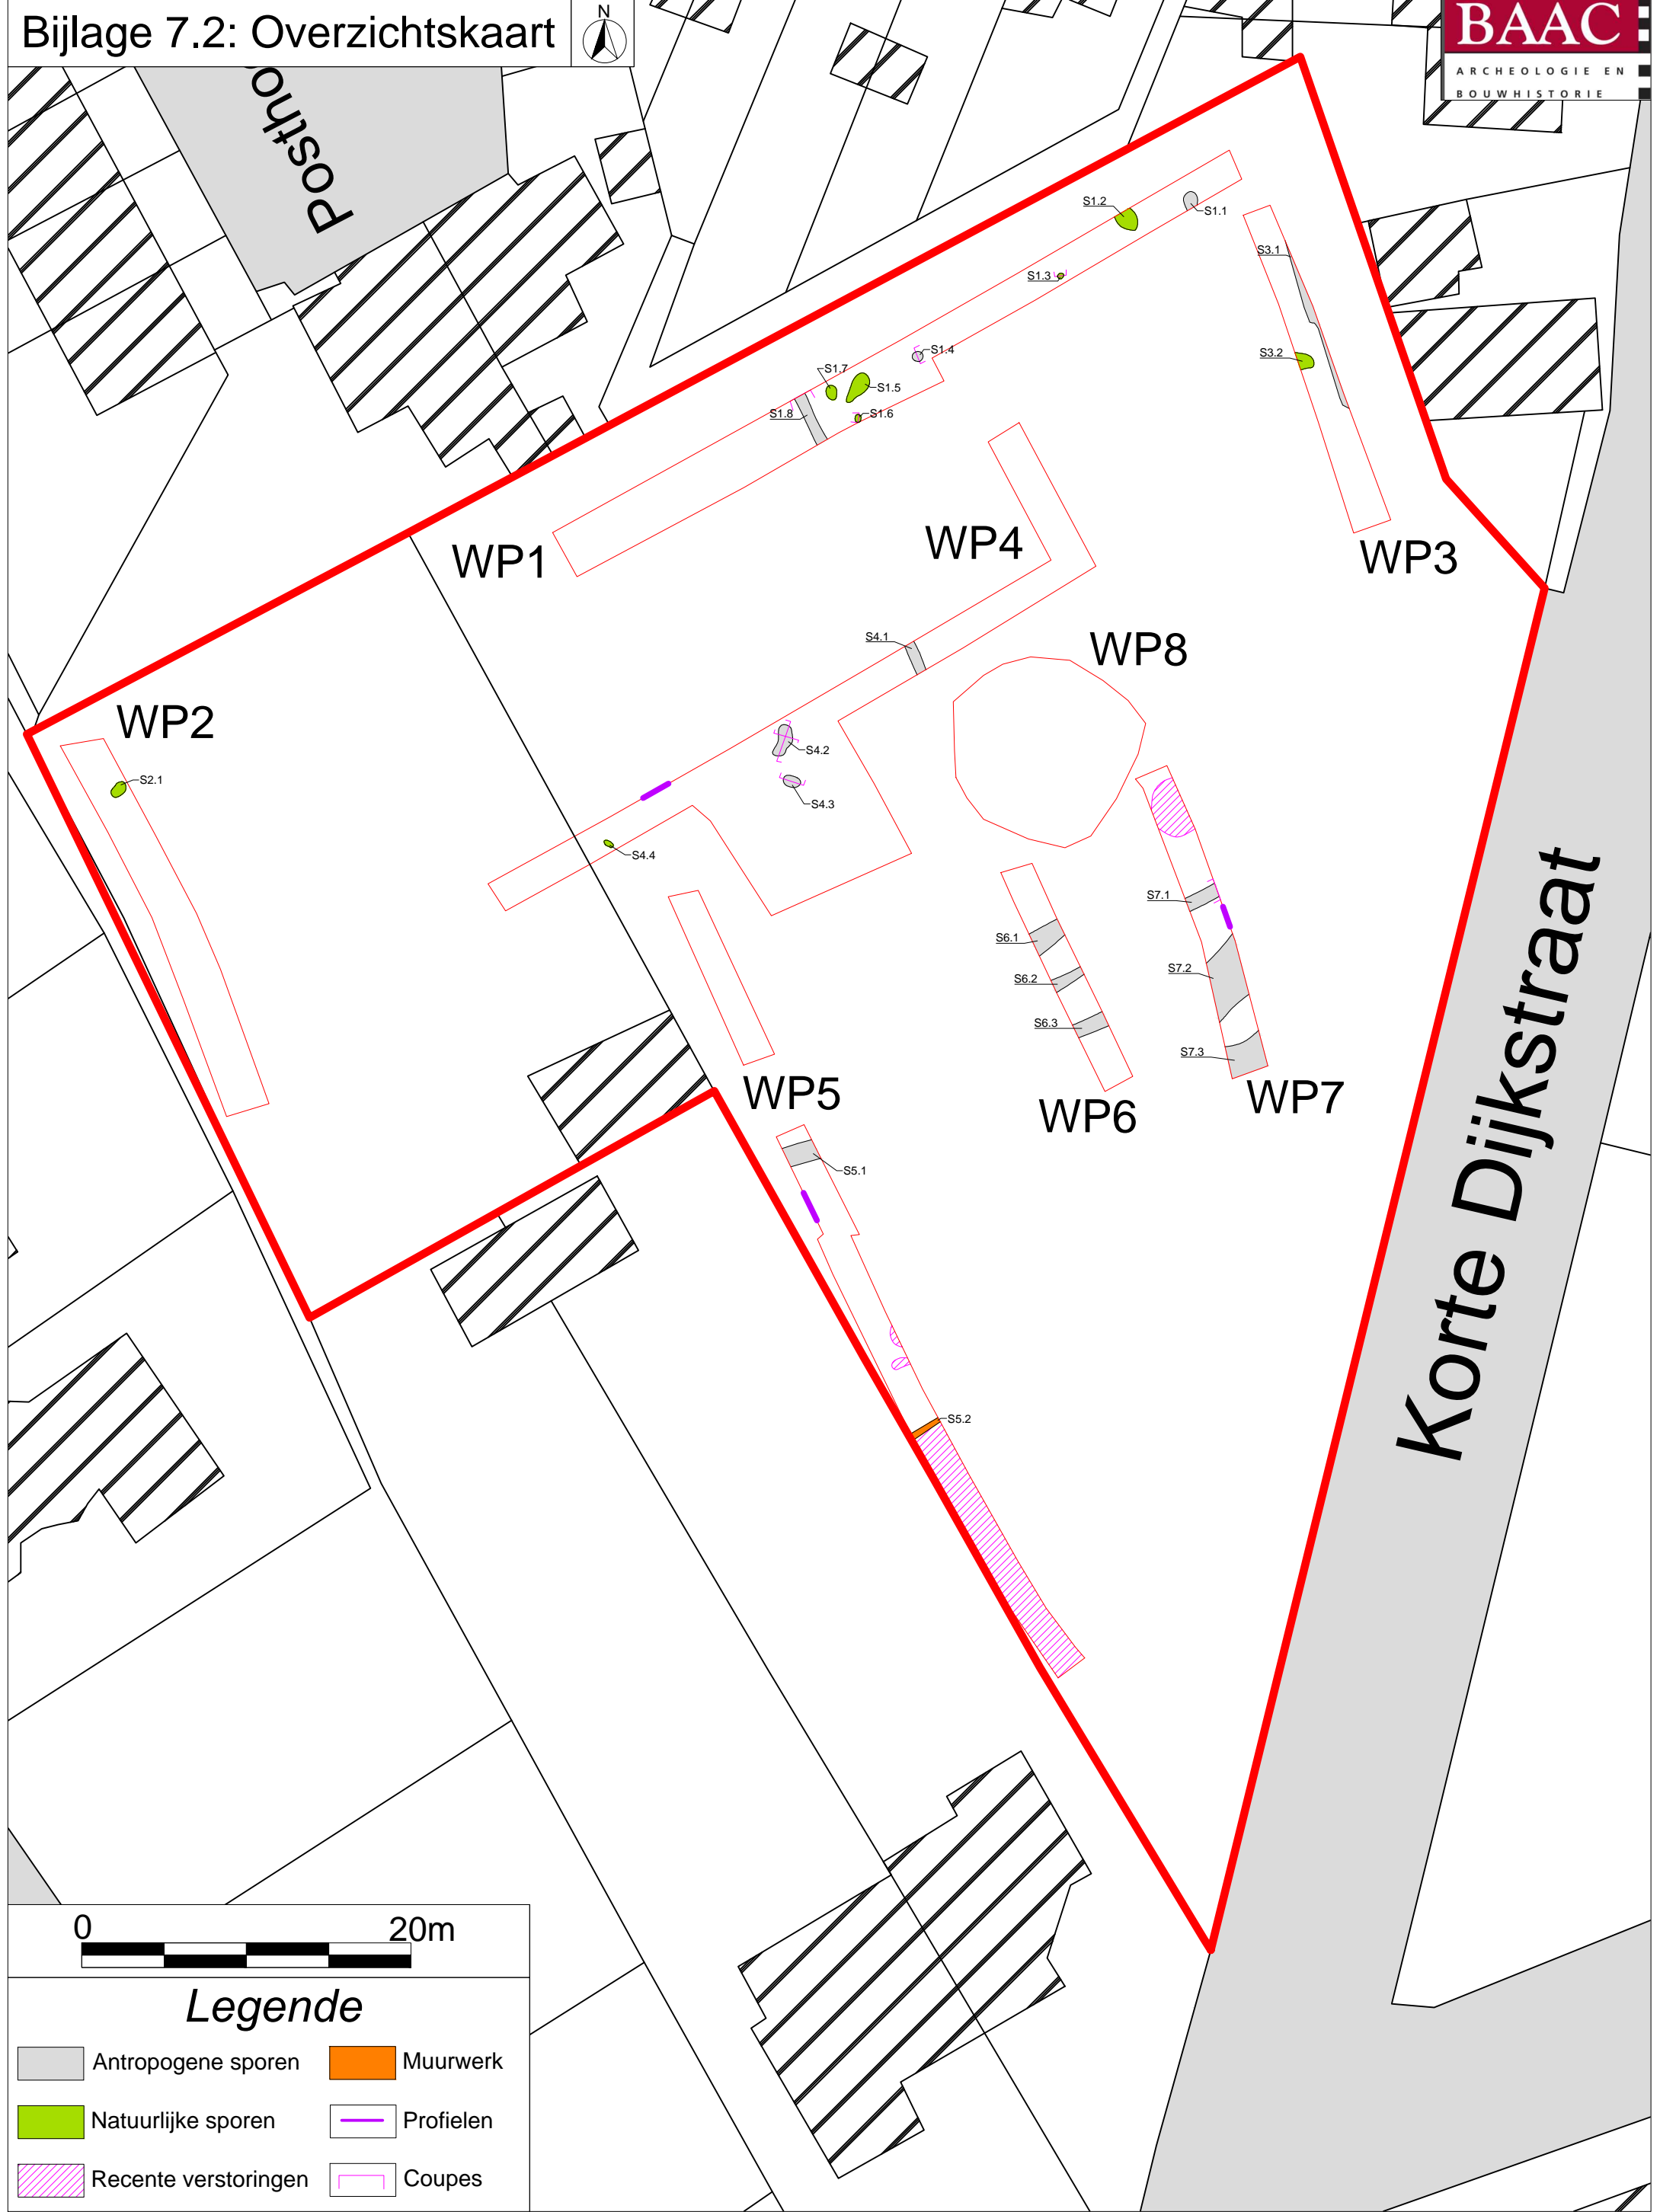 Bijlage 7.2: Overzichtskaart
N
BAAC
ARCHEOLOGIE EN
BOUWHISTORIE
Postho
S1.2
S1.1
S3.1
S1.3
S1.4
S3.2
S1.7
S1.5
S1.8
S1.6
WP1
WP4
WP3
S4.1
WP8
WP2
S4.2
S2.1
S4.3
S4.4
S7.1
S6.1
S7.2
S6.2
S6.3
S7.3
WP5
WP6
WP7
S5.1
Korte Dijkstraat
S5.2
0 20m
Legende
Antropogene sporen
Muurwerk
Natuurlijke sporen
Profielen
Recente verstoringen
Coupes